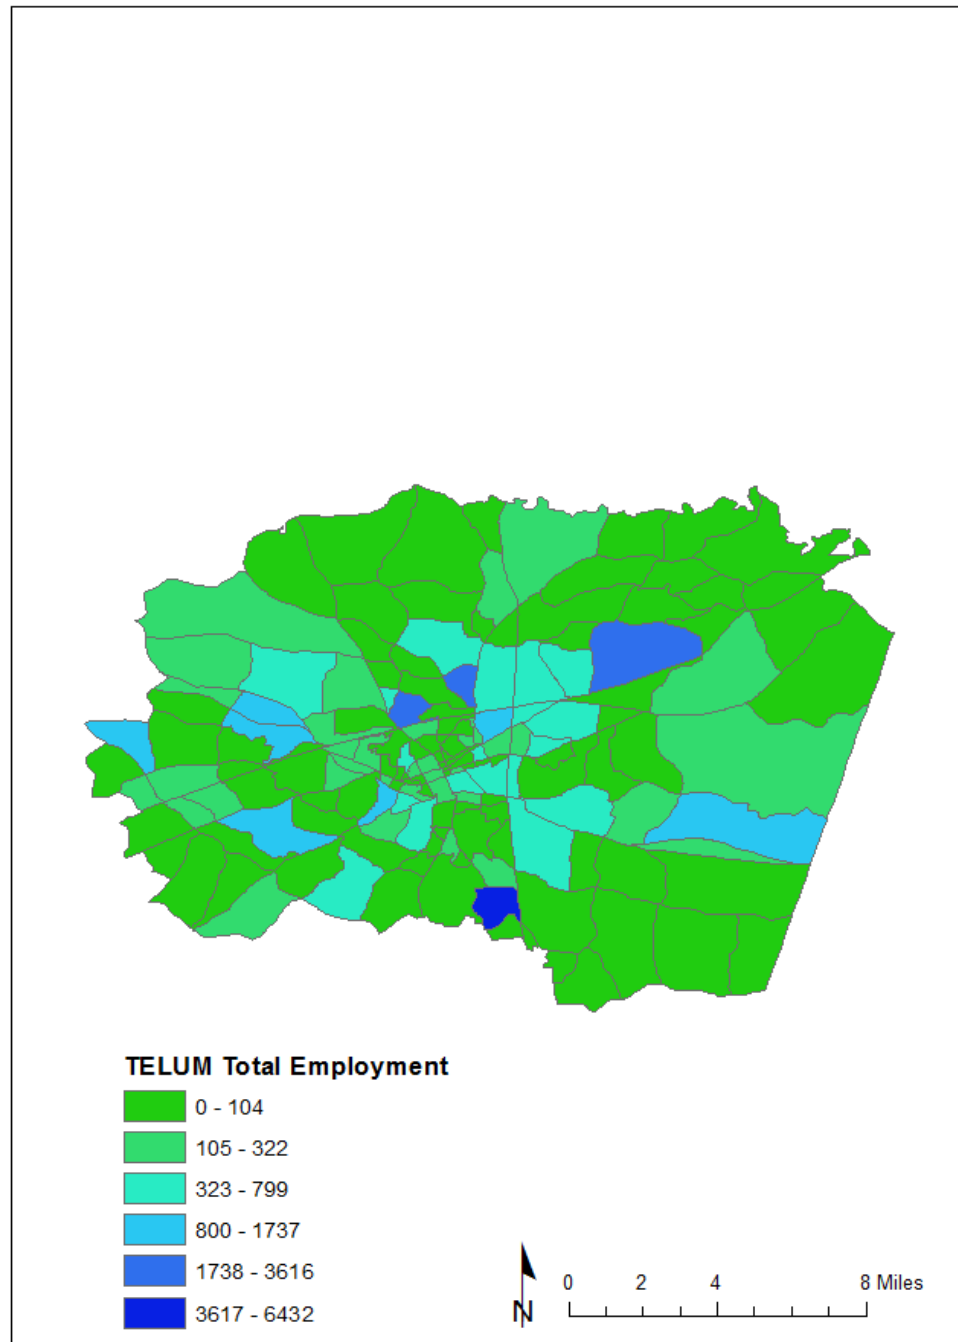 TELUM Total Employment
0 - 104
105 - 322
323 - 799
800 - 1737
1738 - 3616
3617 - 6432
N
0 2 4 8 Miles